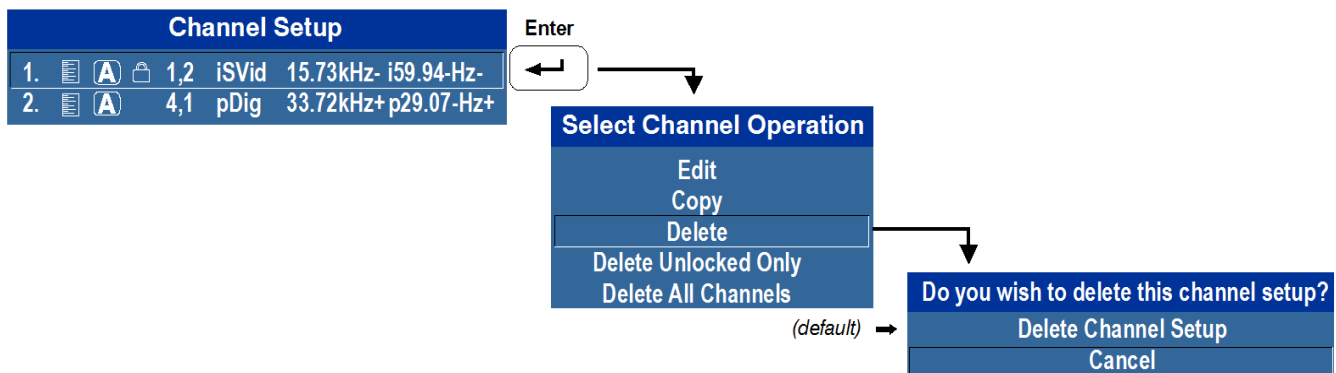 Channel Setup
1. A 1,2 iSVid 15.73kHz- i59.94-Hz-
2. A 4,1 pDig 33.72kHz+ p29.07-Hz+
Enter
Select Channel Operation
Edit
Copy
Delete
Delete Unlocked Only
Delete All Channels
Do you wish to delete this channel setup?
(default)
Delete Channel Setup
Cancel